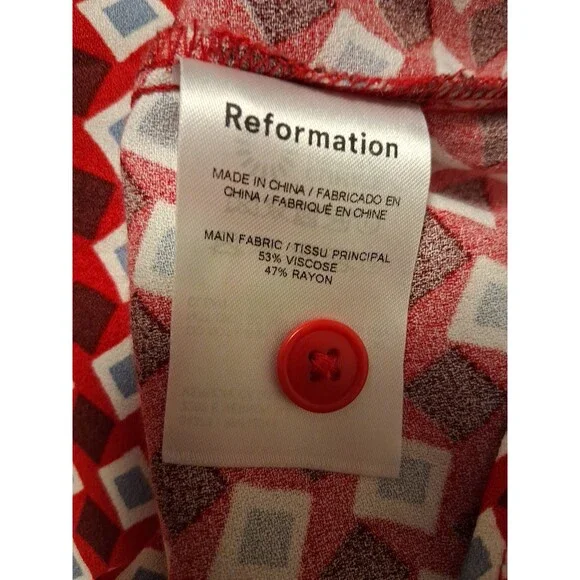 Reformation
MADE IN CHINA / FABRICADO EN
CHINA / FABRIQUÉ EN CHINE
MAIN FABRIC / TISSU PRINCIPAL
53% VISCOSE
47% RAYON